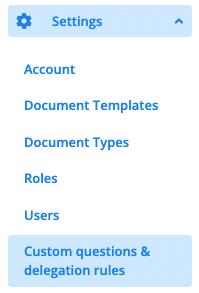 Settings
Account
Document Templates
Document Types
Roles
Users
Custom questions &
delegation rules